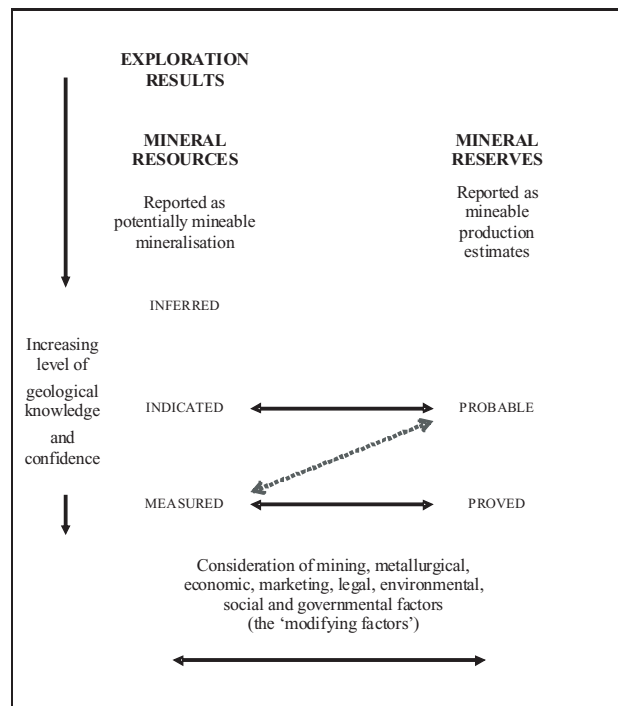 EXPLORATION
RESULTS
MINERAL
RESOURCES
Reported as
potentially mineable
mineralisation
MINERAL
RESERVES
Reported as
mineable
production
estimates
INFERRED
Increasing
level of
geological
knowledge
and
confidence
INDICATED
PROBABLE
MEASURED
PROVED
Consideration of mining, metallurgical,
economic, marketing, legal, environmental,
social and governmental factors
(the ‘modifying factors’)